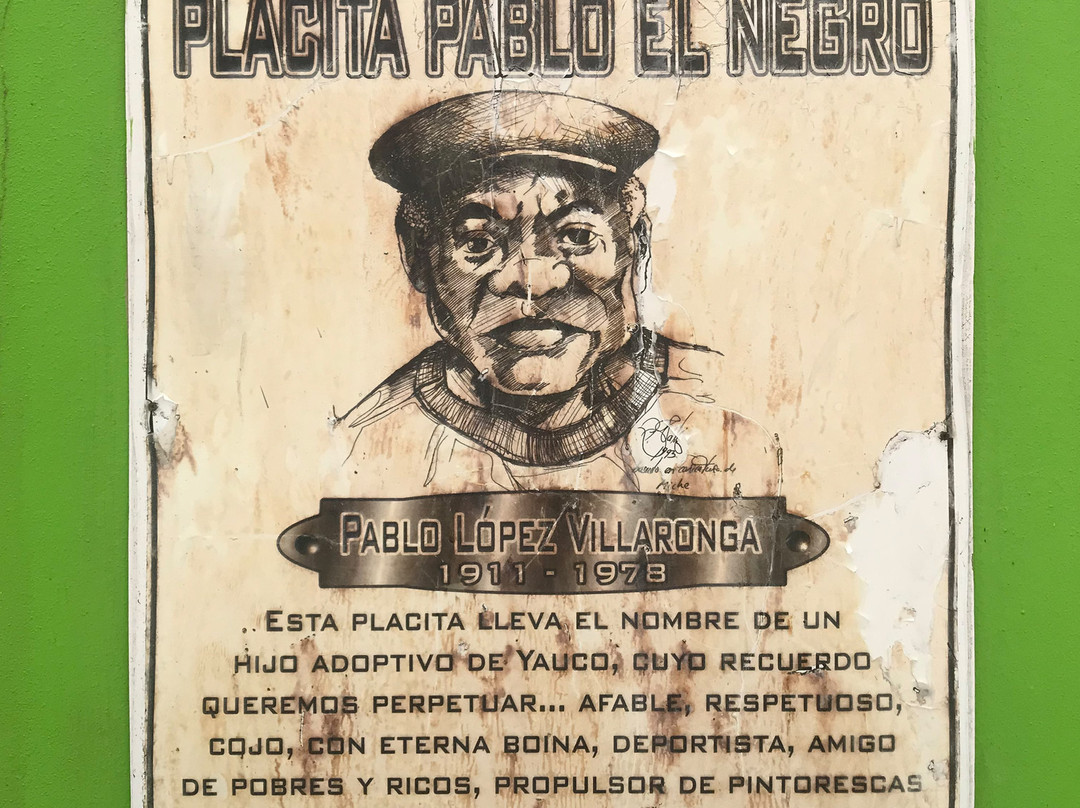 PLACITA PABLO EL NEGRO
1993
Miche
PABLO LÓPEZ VILLARONGA
1911 - 1978
.. ESTA PLACITA LLEVA EL NOMBRE DE UN
HIJO ADOPTIVO DE YAUCO, CUYO RECUERDO
QUEREMOS PERPETUAR... AFABLE, RESPETUOSO,
COJO, CON ETERNA BOINA, DEPORTISTA, AMIGO
DE POBRES Y RICOS, PROPULSOR DE PINTORESCAS